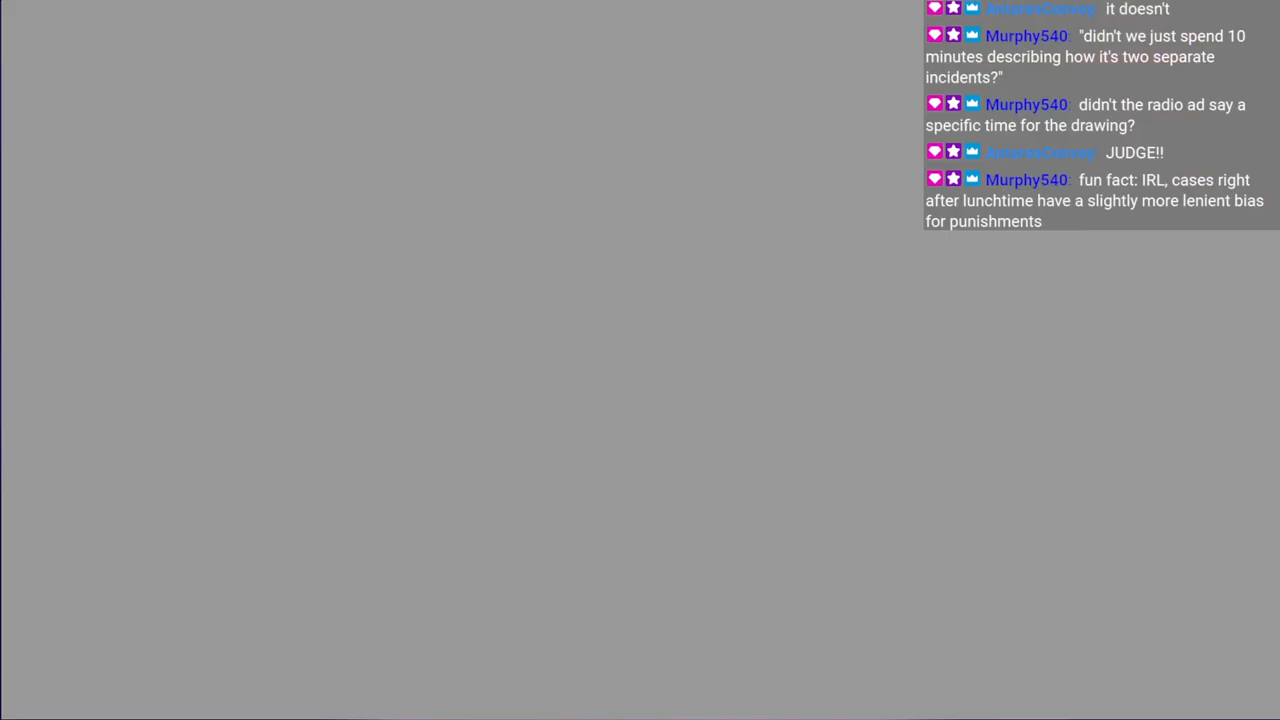 AntaresConvoy it doesn't
Murphy540: "didn't we just spend 10
minutes describing how it's two separate
incidents?"
Murphy540: didn't the radio ad say a
specific time for the drawing?
AntaresConvoy JUDGE!!
Murphy540: fun fact: IRL, cases right
after lunchtime have a slightly more lenient bias
for punishments